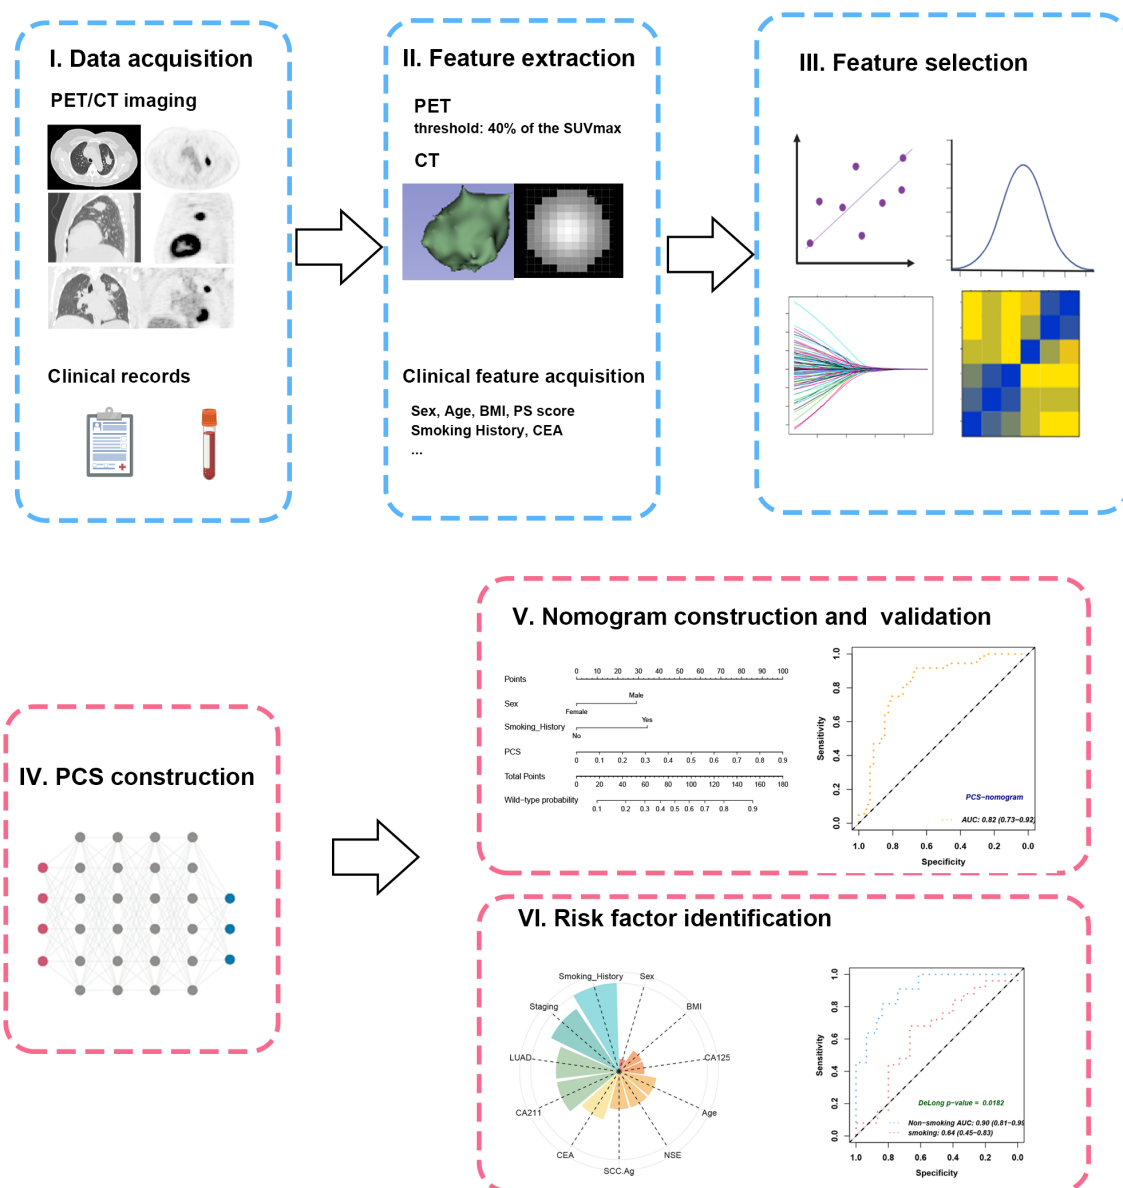 I. Data acquisition
PET/CT imaging
Clinical records
II. Feature extraction
PET
threshold: 40% of the SUVmax
CT
Clinical feature acquisition
Sex, Age, BMI, PS score
Smoking History, CEA
...
III. Feature selection
IV. PCS construction
V. Nomogram construction and validation
Points
0 10 20 30 40 50 60 70 80 90 100
Sex
Male
Female
Smoking_History
Yes
No
PCS
0 0.1 0.2 0.3 0.4 0.5 0.6 0.7 0.8 0.9
Total Points
0 20 40 60 80 100 120 140 160 180
Wild-type probability
0.1 0.2 0.3 0.4 0.5 0.6 0.7 0.8 0.9
Sensitivity
1.0
0.8
0.6
0.4
0.2
0.0
PCS-nomogram
AUC: 0.82 (0.73-0.92)
1.0 0.8 0.6 0.4 0.2 0.0
Specificity
VI. Risk factor identification
Smoking_History
Sex
Staging
BMI
LUAD
CA125
CA211
Age
CEA
NSE
SCC.Ag
Sensitivity
1.0
0.8
0.6
0.4
0.2
0.0
DeLong p-value = 0.0182
Non-smoking AUC: 0.90 (0.81-0.99
smoking: 0.64 (0.45-0.83)
1.0 0.8 0.6 0.4 0.2 0.0
Specificity